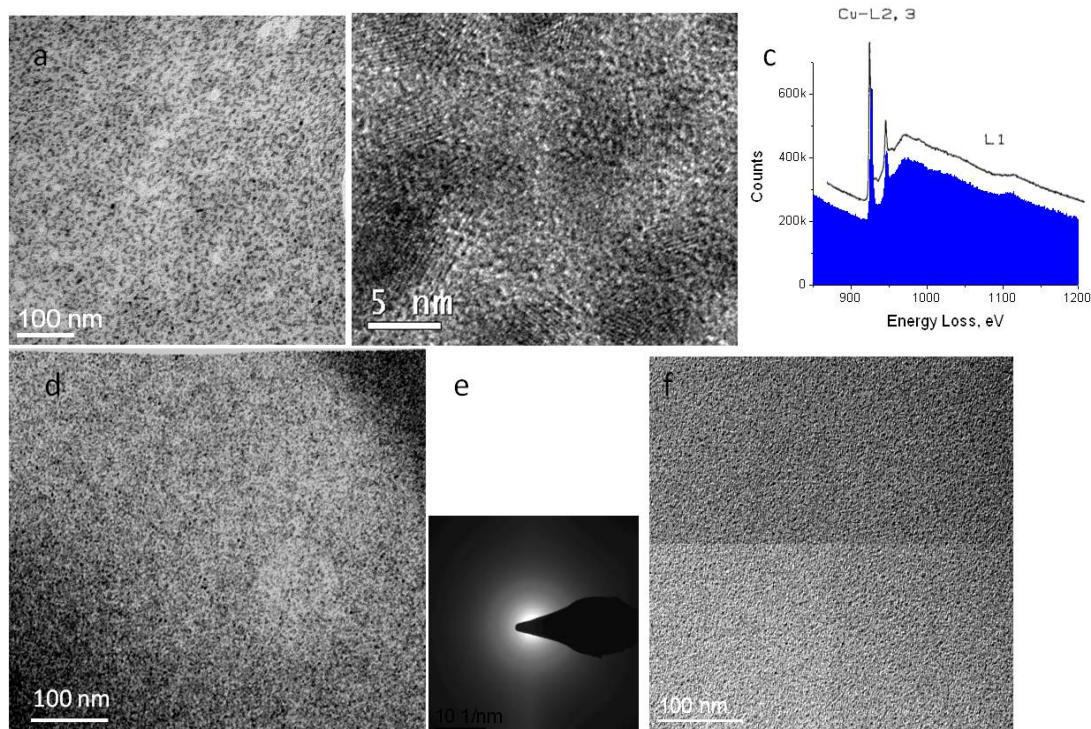 a
100 nm
5 nm
Cu-L2, 3
c
600k
400k
200k
0
Counts
L1
900
1000
1100
1200
Energy Loss, eV
d
100 nm
e
10 1/nm
f
100 nm